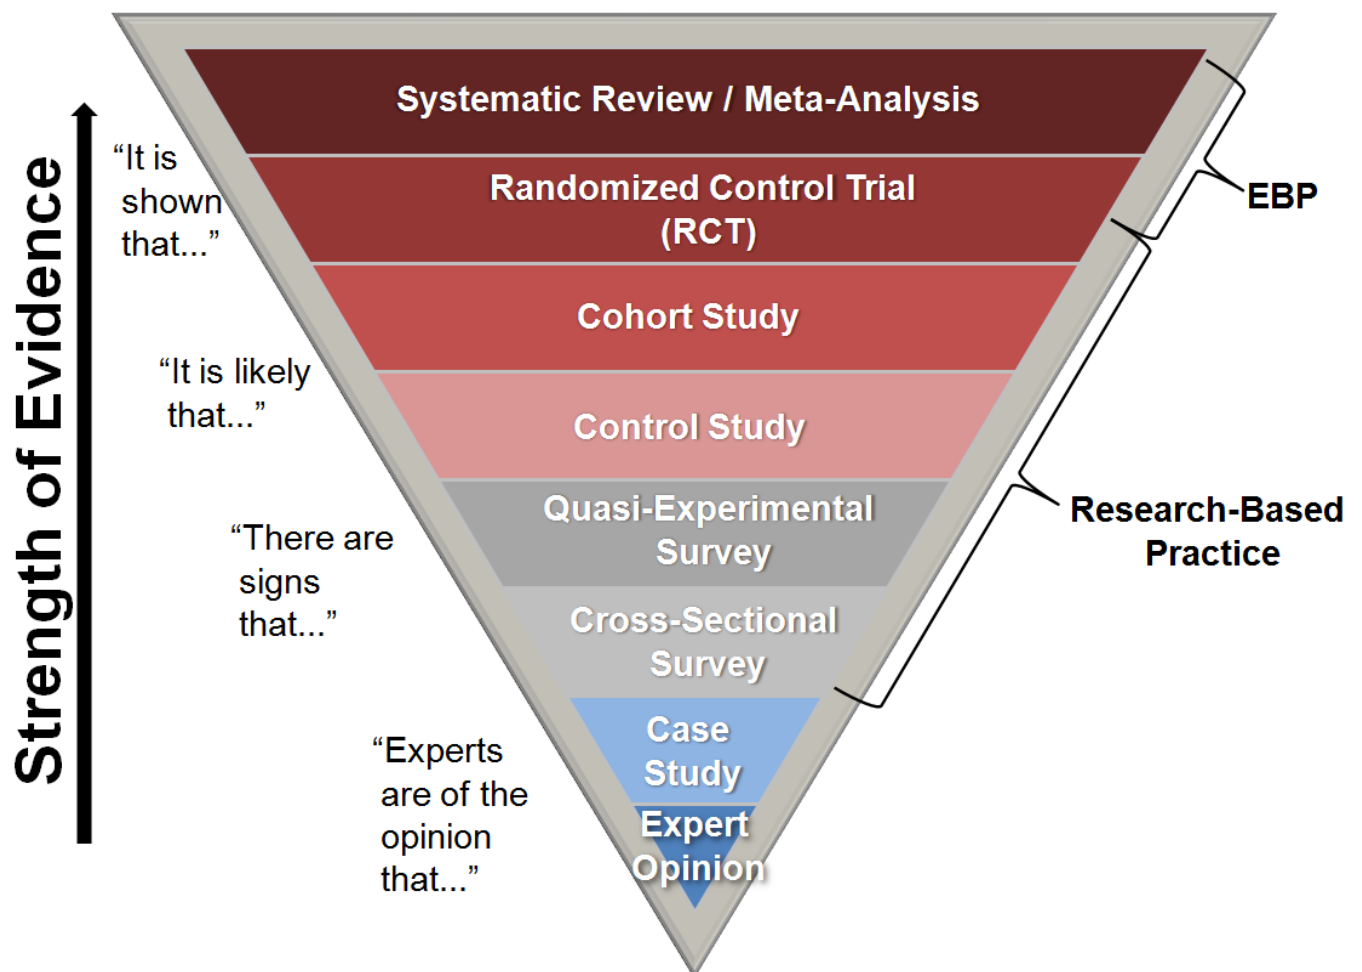 Strength of Evidence
“It is
shown
that...”
“It is likely
that...”
“There are
signs
that...”
“Experts
are of the
opinion
that...”
Systematic Review / Meta-Analysis
Randomized Control Trial
(RCT)
Cohort Study
Control Study
Quasi-Experimental
Survey
Cross-Sectional
Survey
Case
Study
Expert
Opinion
EBP
Research-Based
Practice